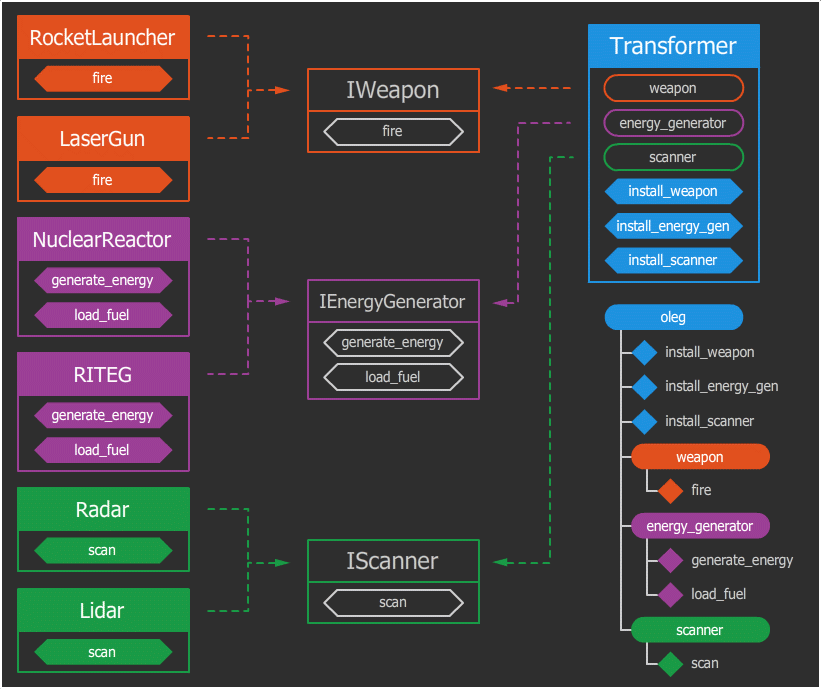 RocketLauncher
fire
LaserGun
fire
NuclearReactor
generate_energy
load_fuel
RITEG
generate_energy
load_fuel
Radar
scan
Lidar
scan
IWeapon
fire
IEnergyGenerator
generate_energy
load_fuel
IScanner
scan
Transformer
weapon
energy_generator
scanner
install_weapon
install_energy_gen
install_scanner
oleg
install_weapon
install_energy_gen
install_scanner
weapon
fire
energy_generator
generate_energy
load_fuel
scanner
scan